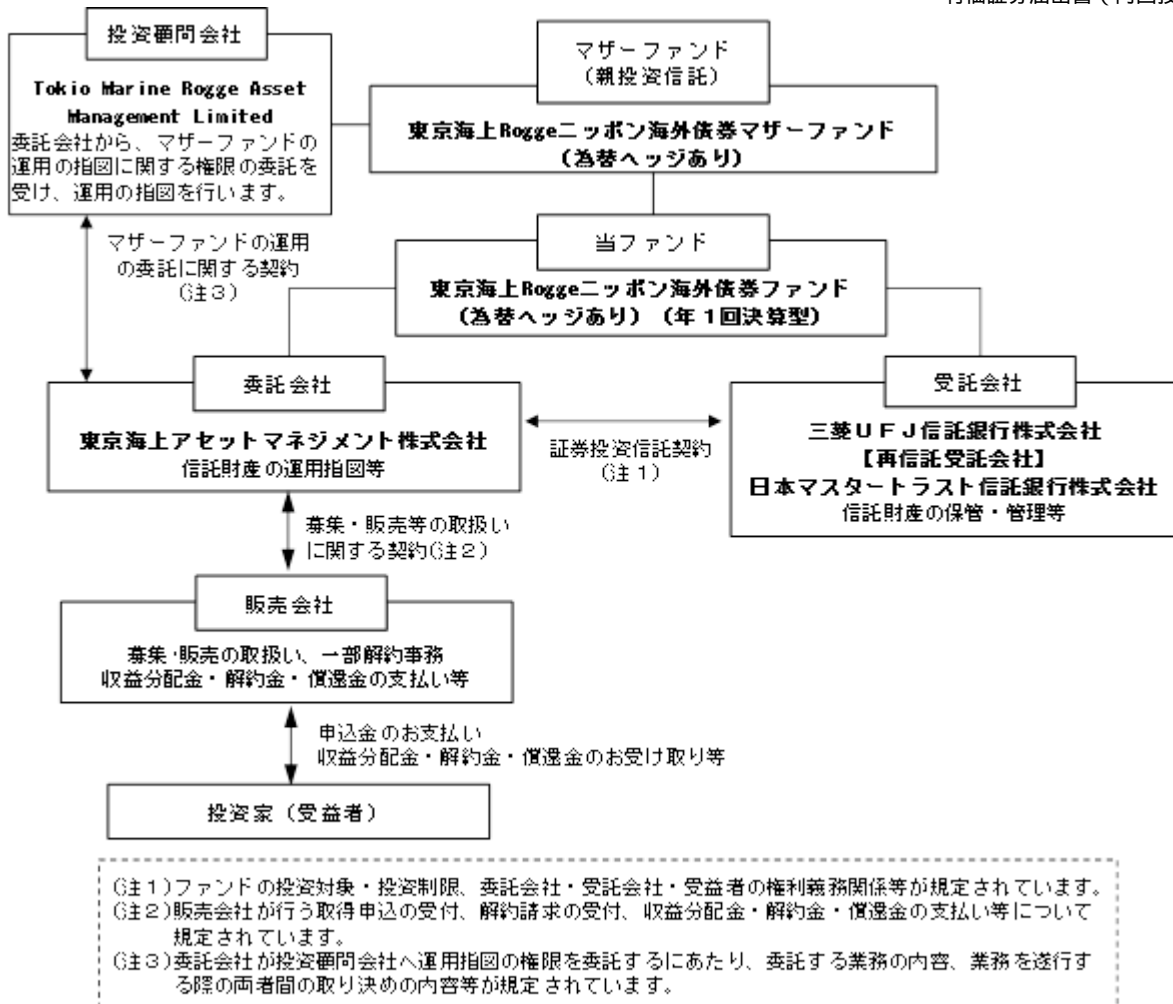 投資顧問会社
Tokio Marine Rogge Asset
Management Limited
委託会社から、マザーファンドの
運用の指図に関する権限の委託を
受け、運用の指図を行います。
マザーファンド
(親投資信託)
東京海上Roggeニッポン海外債券マザーファンド
(為替ヘッジあり)
マザーファンドの運用
の委託に関する契約
(注3)
当ファンド
東京海上Roggeニッポン海外債券ファンド
(為替ヘッジあり)(年1回決算型)
委託会社
東京海上アセットマネジメント株式会社
信託財産の運用指図等
証券投資信託契約
(注1)
受託会社
三菱UFJ信託銀行株式会社
【再信託受託会社】
日本マスタートラスト信託銀行株式会社
信託財産の保管・管理等
募集・販売等の取扱い
に関する契約(注2)
販売会社
募集・販売の取扱い、一部解約事務
収益分配金・解約金・償還金の支払い等
申込金のお支払い
収益分配金・解約金・償還金のお受け取り等
投資家(受益者)
(注1)ファンドの投資対象・投資制限、委託会社・受託会社・受益者の権利義務関係等が規定されています。
(注2)販売会社が行う取得申込の受付、解約請求の受付、収益分配金・解約金・償還金の支払い等について
規定されています。
(注3)委託会社が投資顧問会社へ運用指図の権限を委託するにあたり、委託する業務の内容、業務を遂行す
る際の両者間の取り決めの内容等が規定されています。